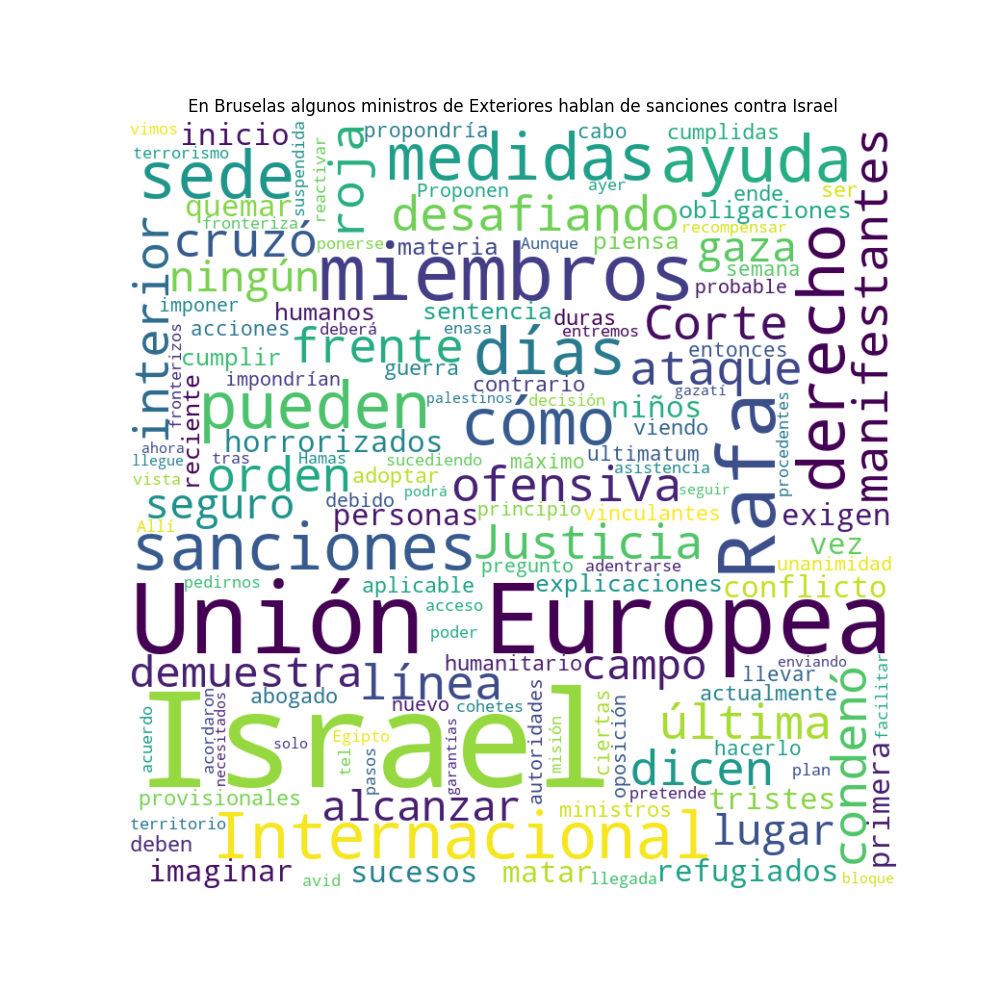 En Bruselas algunos ministros de Exteriores hablan de sanciones contra Israel
vimos
inicio
suspendida
roja
propondría
cabo
cumplidas
terrorismo
sede
reactivar
medidas
ayuda
manifestantes
Proponen
ayer
ende
ser
quemar
fronteriza
desafiando
obligaciones
recompensar
cruzó
ponerse
materia
Aunque
piensa
gaza
derecho
interior
ningún
miembros
semana
probable
imponer
humanos
sentencia
duras
Corte
fronterizos
acciones
deberá
enasa
entremos
cumplir
frente
guerra
días
ataque
entonces
impondrían
contrario
gazatí
reciente
pueden
palestinos
decisión
niños
Rafa
procedentes
cómo
viendo
horrorizados
ahora
llegue
tras
Hamas
sucediendo
máximo
ultimatum
asistencia
vista
orden
adoptar
podrá
ofensiva
seguir
seguro
debido
personas
principio
vinculantes
exigen
Allí
sanciones
Justicia
vez
pregunto
adentrarse
unanimidad
pedirnos
aplicable
explicaciones
conflicto
Unión Europea
acceso
poder
demuestra
línea
humanitario
campo
enviando
llevar
facilitar
acuerdo
acordaron
necesitados
abogado
nuevo
cohetes
autoridades
misión
ciertas
oposición
actualmente
condenó
Israel
solo
Egipto
tel
pasos
garantías
última
hacerlo
primera
dicen
plan
provisionales
alcanzar
ministros
pretende
tristes
territorio
Internacional
lugar
deben
imaginar
avid
sucesos
matar
llegada
refugiados
bloque